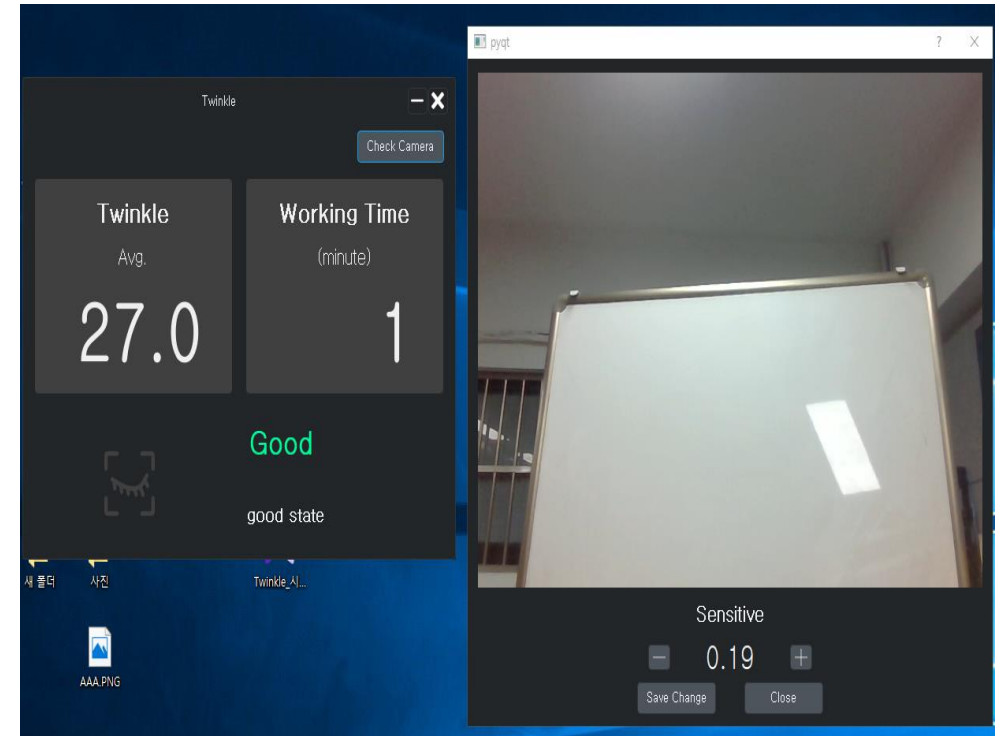 Twinkle
Check Camera
Twinkle
Avg.
27.0
Working Time
(minute)
1
Good
good state
새 폴더
사진
Twinkle_시...
AAA.PNG
pyqt
?
Sensitive
0.19
Save Change
Close